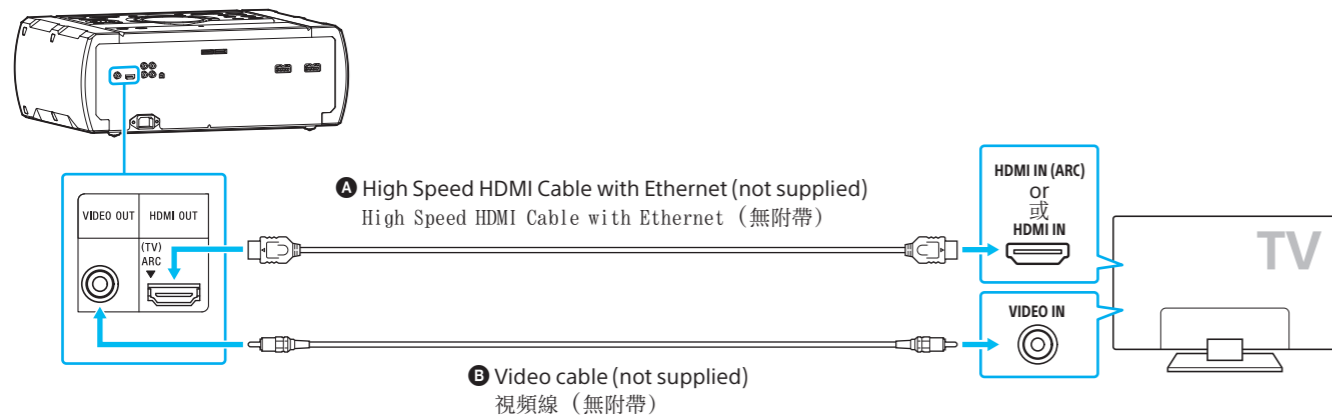 Ⓐ High Speed HDMI Cable with Ethernet (not supplied)
High Speed HDMI Cable with Ethernet (無附帶)
VIDEO OUT
HDMI OUT
(TV)
ARC
HDMI IN (ARC)
or
或
HDMI IN
TV
VIDEO IN
Ⓑ Video cable (not supplied)
視頻線 (無附帶)